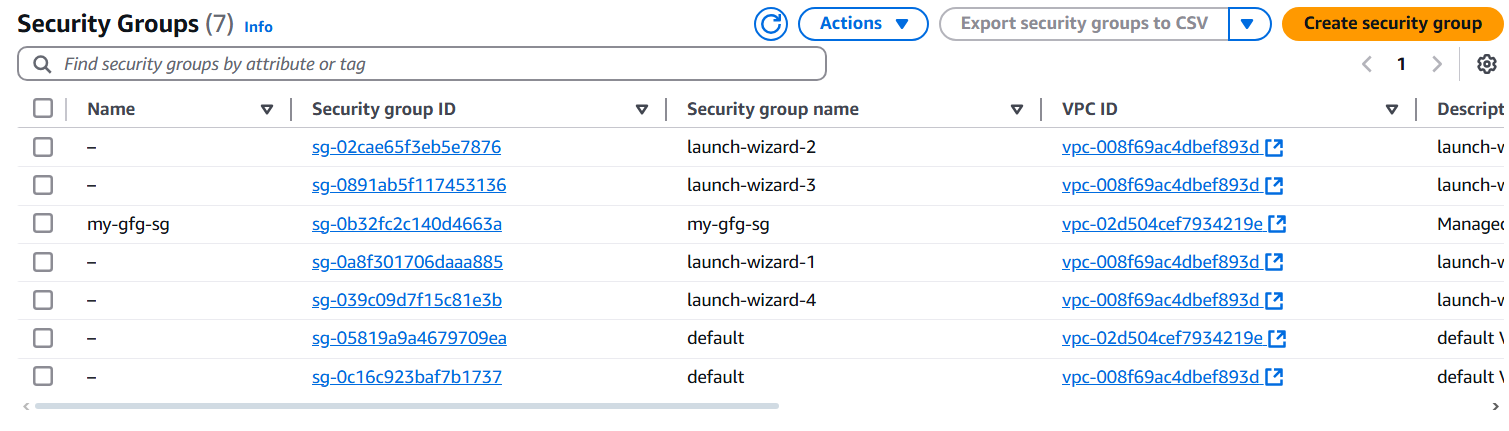 Security Groups (7) Info
Actions
Export security groups to CSV
Create security group
Find security groups by attribute or tag
1
Name Security group ID Security group name VPC ID Descript
– sg-02cae65f3eb5e7876 launch-wizard-2 vpc-008f69ac4dbef893d launch-w
– sg-0891ab5f117453136 launch-wizard-3 vpc-008f69ac4dbef893d launch-w
my-gfg-sg sg-0b32fc2c140d4663a my-gfg-sg vpc-02d504cef7934219e Managed
– sg-0a8f301706daaa885 launch-wizard-1 vpc-008f69ac4dbef893d launch-w
– sg-039c09d7f15c81e3b launch-wizard-4 vpc-008f69ac4dbef893d launch-w
– sg-05819a9a4679709ea default vpc-02d504cef7934219e default V
– sg-0c16c923baf7b1737 default vpc-008f69ac4dbef893d default V